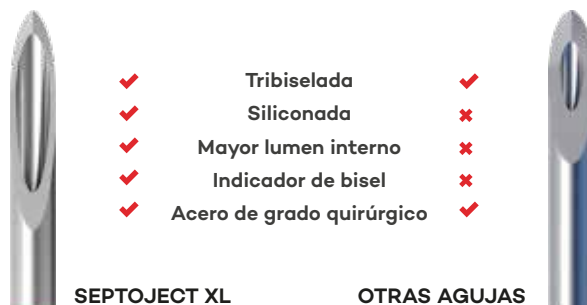 Tribiselada
Siliconada
Mayor lumen interno
Indicador de bisel
Acero de grado quirúrgico
SEPTOJECT XL
OTRAS AGUJAS